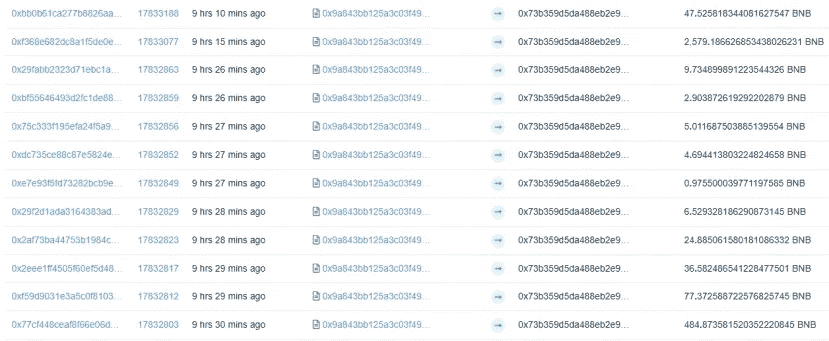 0xbb0b61ca277b8826aa... 17833188 9 hrs 10 mins ago 0x9a843bb125a3c03f49... 0x73b359d5da488eb2e9... 47.525818344081627547 BNB
0xf368e682dc8a1f5de0e... 17833077 9 hrs 15 mins ago 0x9a843bb125a3c03f49... 0x73b359d5da488eb2e9... 2,579.186626853438026231 BNB
0x29fabb2323d71ebc1a... 17832863 9 hrs 26 mins ago 0x9a843bb125a3c03f49... 0x73b359d5da488eb2e9... 9.734899891223544326 BNB
0xbf55646493d2fc1de88... 17832859 9 hrs 26 mins ago 0x9a843bb125a3c03f49... 0x73b359d5da488eb2e9... 2.903872619292202879 BNB
0x75c333f195efa24f5a9... 17832856 9 hrs 27 mins ago 0x9a843bb125a3c03f49... 0x73b359d5da488eb2e9... 5.011687503885139554 BNB
0xdc735ce88c87e5824e... 17832852 9 hrs 27 mins ago 0x9a843bb125a3c03f49... 0x73b359d5da488eb2e9... 4.694413803224824658 BNB
0xe7e93f5fd73282bcb9e... 17832849 9 hrs 27 mins ago 0x9a843bb125a3c03f49... 0x73b359d5da488eb2e9... 0.975500039771197585 BNB
0x29f2d1ada3164383ad... 17832829 9 hrs 28 mins ago 0x9a843bb125a3c03f49... 0x73b359d5da488eb2e9... 6.529328186290873145 BNB
0x2af73ba44753b1984c... 17832823 9 hrs 28 mins ago 0x9a843bb125a3c03f49... 0x73b359d5da488eb2e9... 24.885061580181086332 BNB
0x2eee1ff4505f60ef5d48... 17832817 9 hrs 29 mins ago 0x9a843bb125a3c03f49... 0x73b359d5da488eb2e9... 36.582486541228477501 BNB
0xf59d9031e3a5c0f8103... 17832812 9 hrs 29 mins ago 0x9a843bb125a3c03f49... 0x73b359d5da488eb2e9... 77.372588722576825745 BNB
0x77cf448ceaf8f66e06d... 17832803 9 hrs 30 mins ago 0x9a843bb125a3c03f49... 0x73b359d5da488eb2e9... 484.873581520352220845 BNB